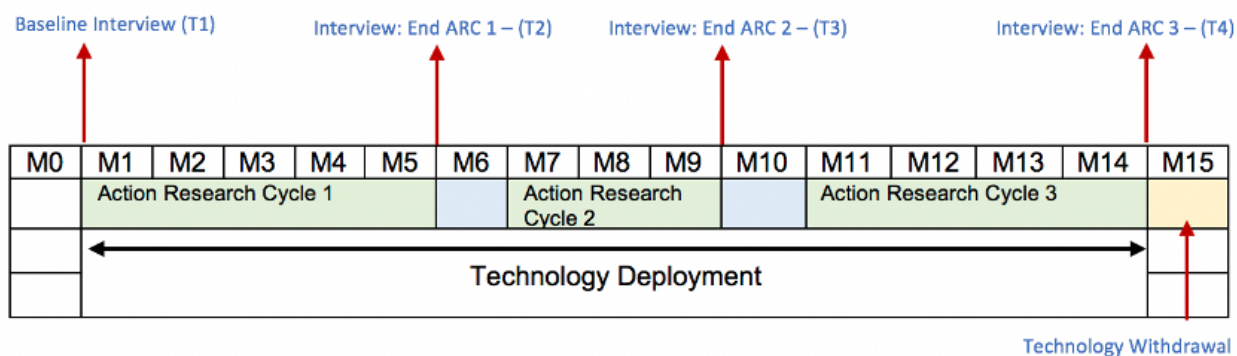 Baseline Interview (T1)
Interview: End ARC 1 – (T2)
Interview: End ARC 2 – (T3)
Interview: End ARC 3 – (T4)
M0 M1 M2 M3 M4 M5 M6 M7 M8 M9 M10 M11 M12 M13 M14 M15
Action Research Cycle 1
Action Research
Cycle 2
Action Research Cycle 3
Technology Deployment
Technology Withdrawal